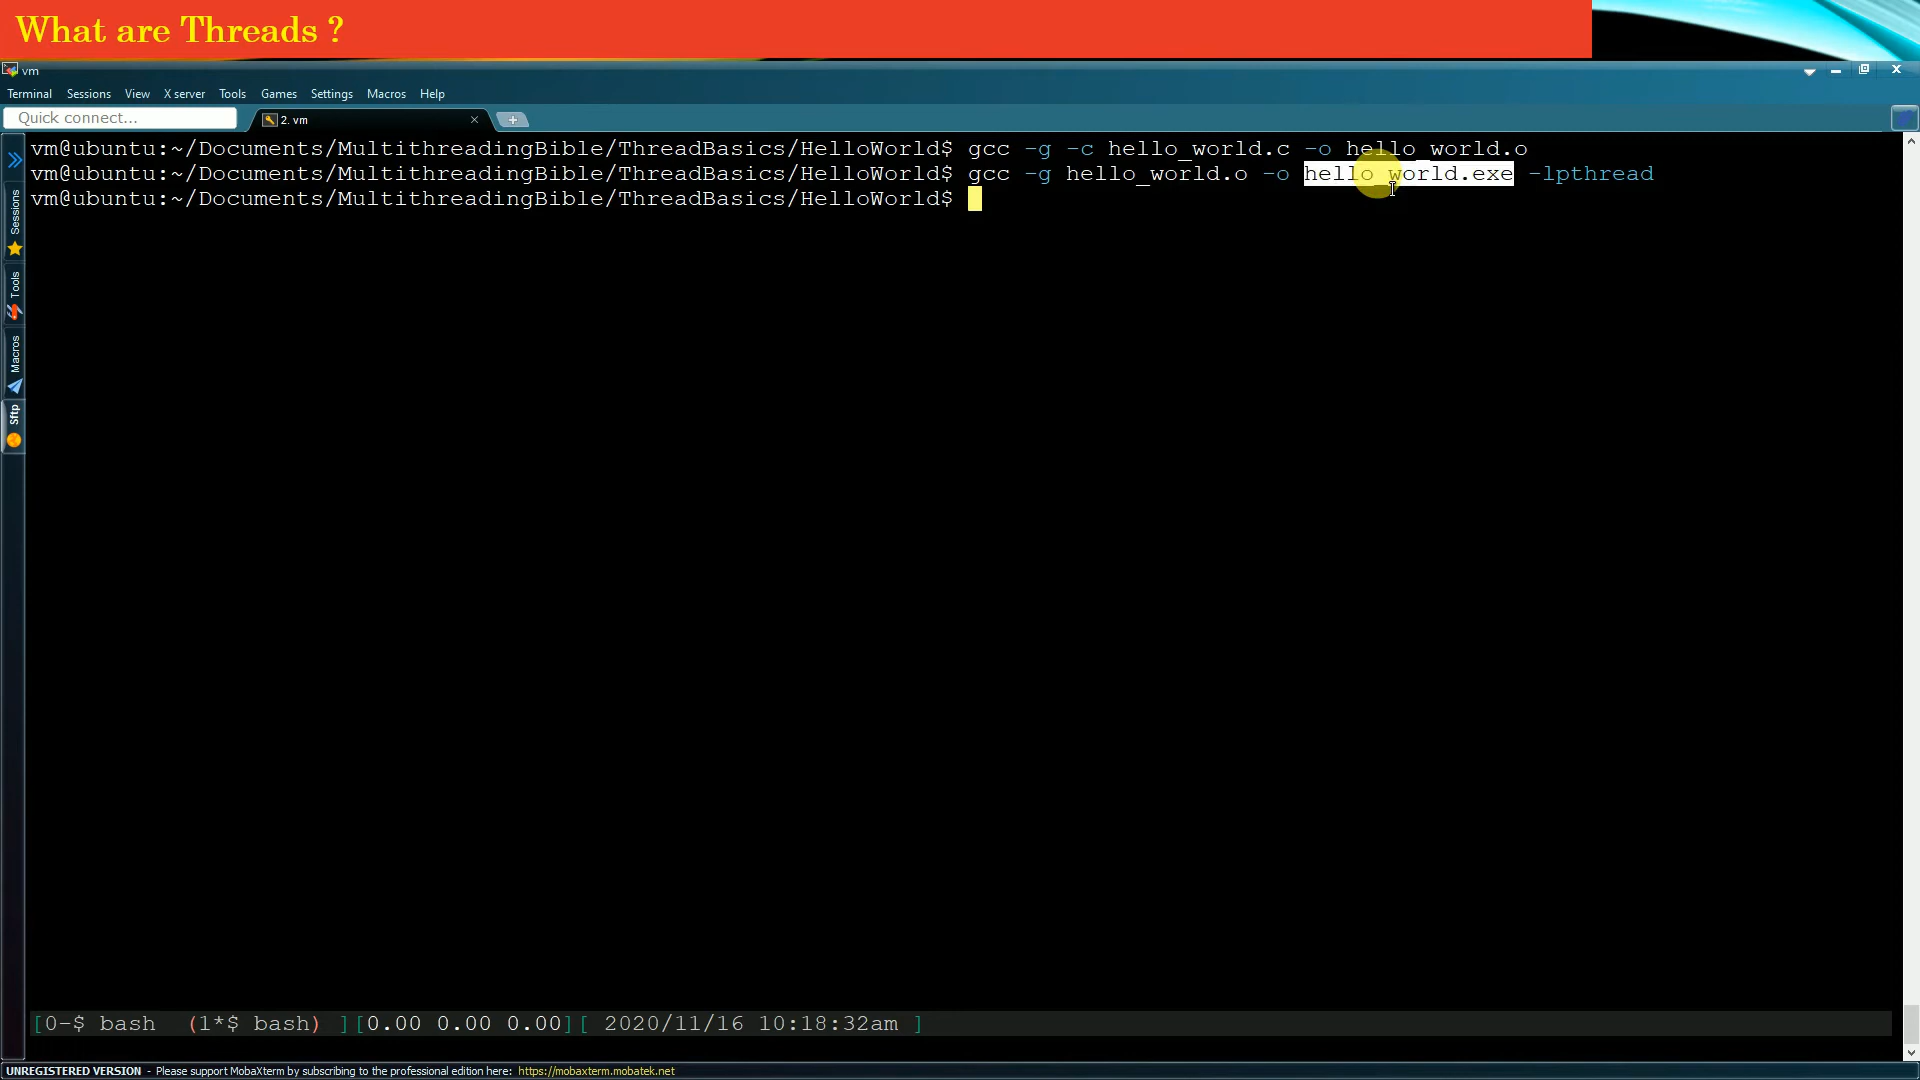 What are Threads ?
vm
Terminal Sessions View X server Tools Games Settings Macros Help
Quick connect... 2. vm
vm@ubuntu:~/Documents/MultithreadingBible/ThreadBasics/HelloWorld$ gcc -g -c hello_world.c -o hello_world.o
vm@ubuntu:~/Documents/MultithreadingBible/ThreadBasics/HelloWorld$ gcc -g hello_world.o -o hello_world.exe -lpthread
vm@ubuntu:~/Documents/MultithreadingBible/ThreadBasics/HelloWorld$
Sessions
Tools
Macros
Sftp
[0-$ bash (1*$ bash) ][0.00 0.00 0.00][ 2020/11/16 10:18:32am ]
UNREGISTERED VERSION - Please support MobaXterm by subscribing to the professional edition here: https://mobaxterm.mobatek.net